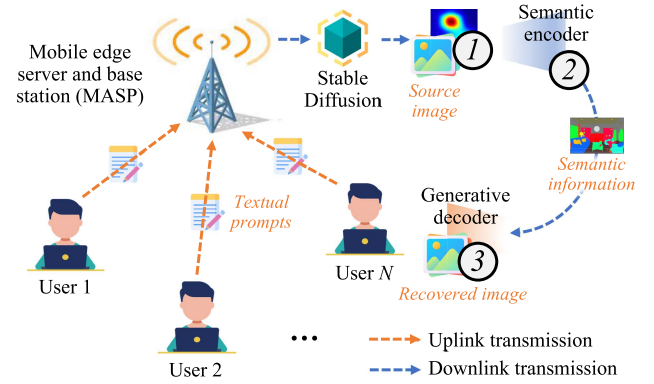 Mobile edge
server and base
station (MASP)
Stable
Diffusion
1
Source
image
Semantic
encoder
2
Semantic
information
Textual
prompts
Generative
decoder
3
Recovered image
User 1
User 2
User N
...
Uplink transmission
Downlink transmission